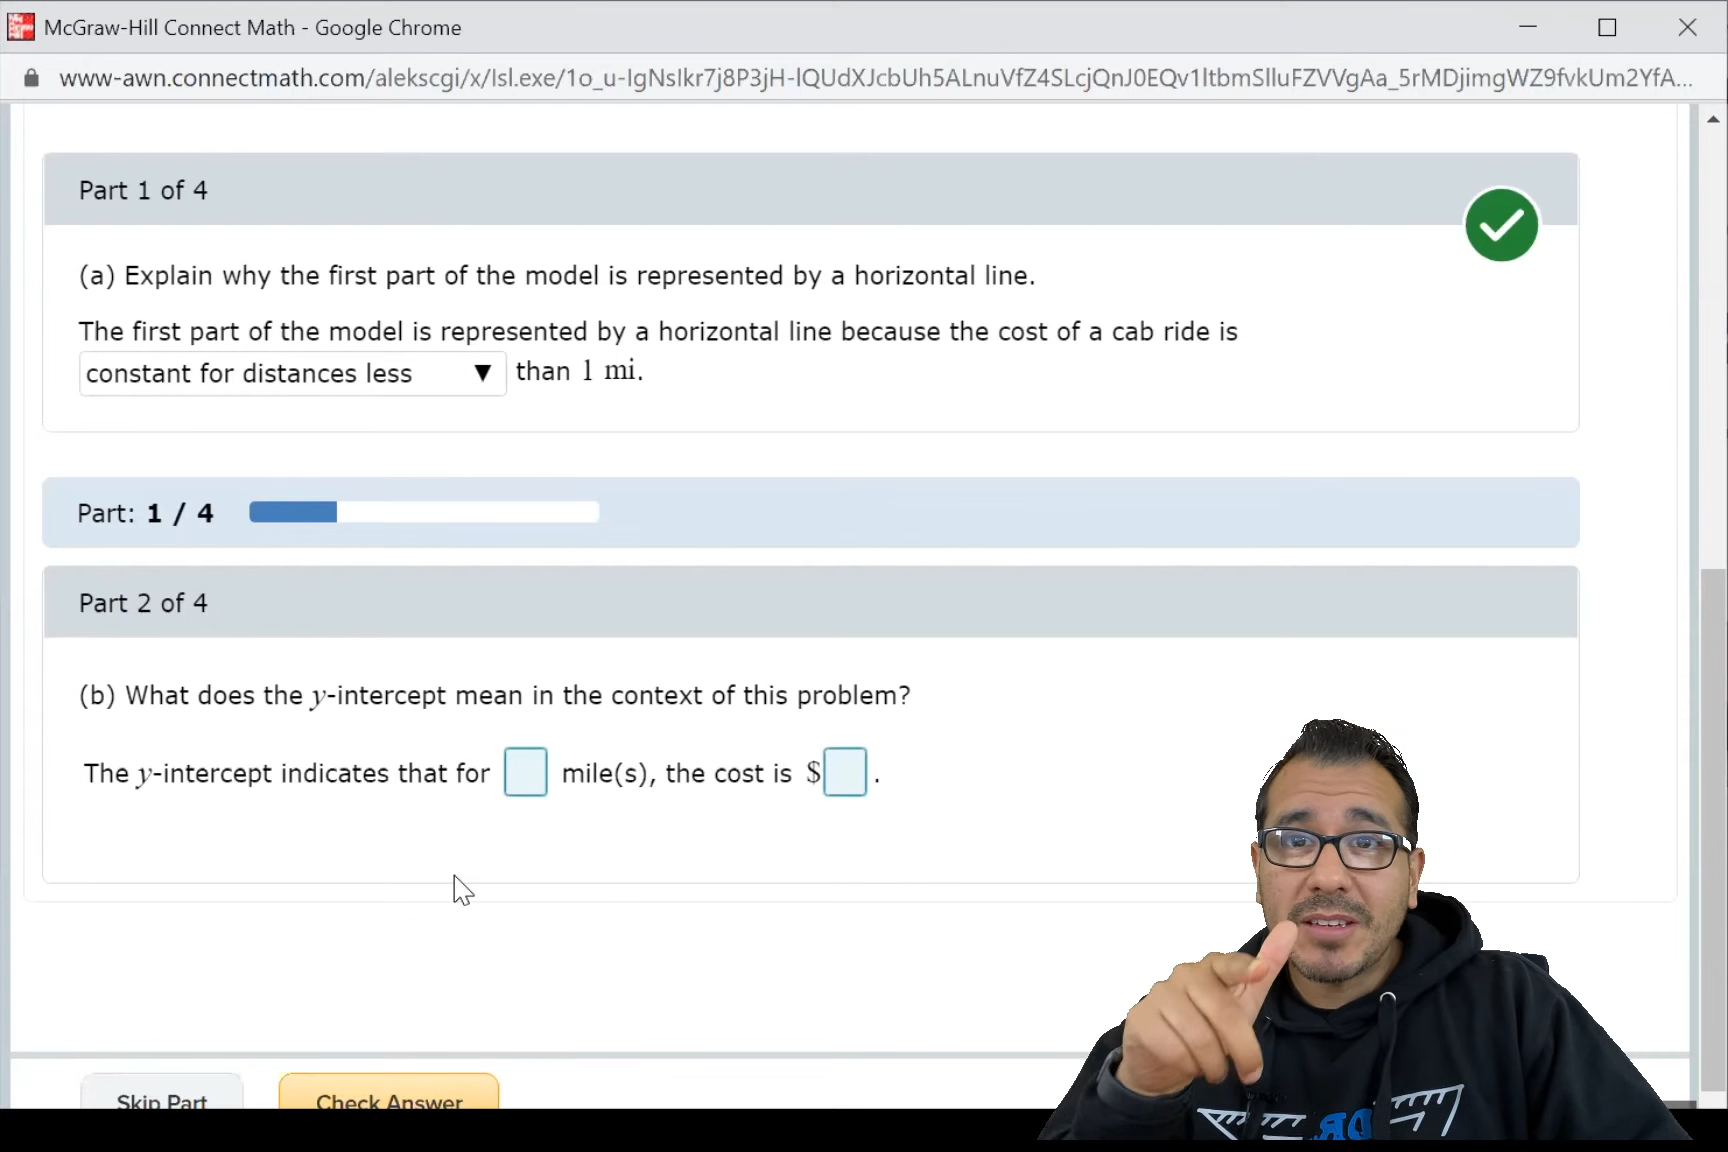 McGraw-Hill Connect Math - Google Chrome
www-awn.connectmath.com/alekscgi/x/Isl.exe/1o_u-IgNsIkr7j8P3jH-lQUdXJcbUh5ALnuVfZ4SLcjQnJ0EQv1ltbmSlluFZVVgAa_5rMDjimgWZ9fvkUm2YfA...
Part 1 of 4
(a) Explain why the first part of the model is represented by a horizontal line.
The first part of the model is represented by a horizontal line because the cost of a cab ride is
constant for distances less ▼ than 1 mi.
Part: 1 / 4
Part 2 of 4
(b) What does the y-intercept mean in the context of this problem?
The y-intercept indicates that for mile(s), the cost is $ .
Skip Part Check Answer